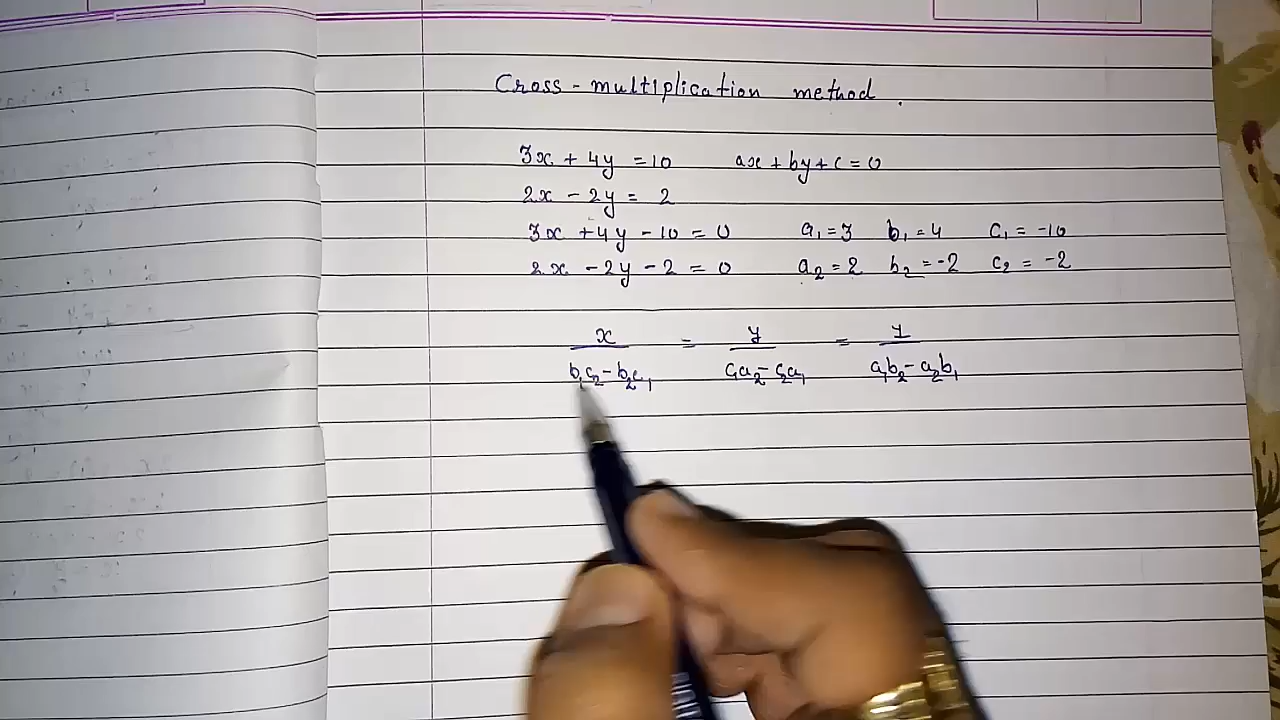 Cross - multiplication method.
3x + 4y = 10 ax + by + c = 0
2x - 2y = 2
3x + 4y - 10 = 0 a₁ = 3 b₁ = 4 c₁ = -10
2x - 2y - 2 = 0 a₂ = 2 b₂ = -2 c₂ = -2
x = y = 1
b₁c₂ - b₂c₁ c₁a₂ - c₂a₁ a₁b₂ - a₂b₁